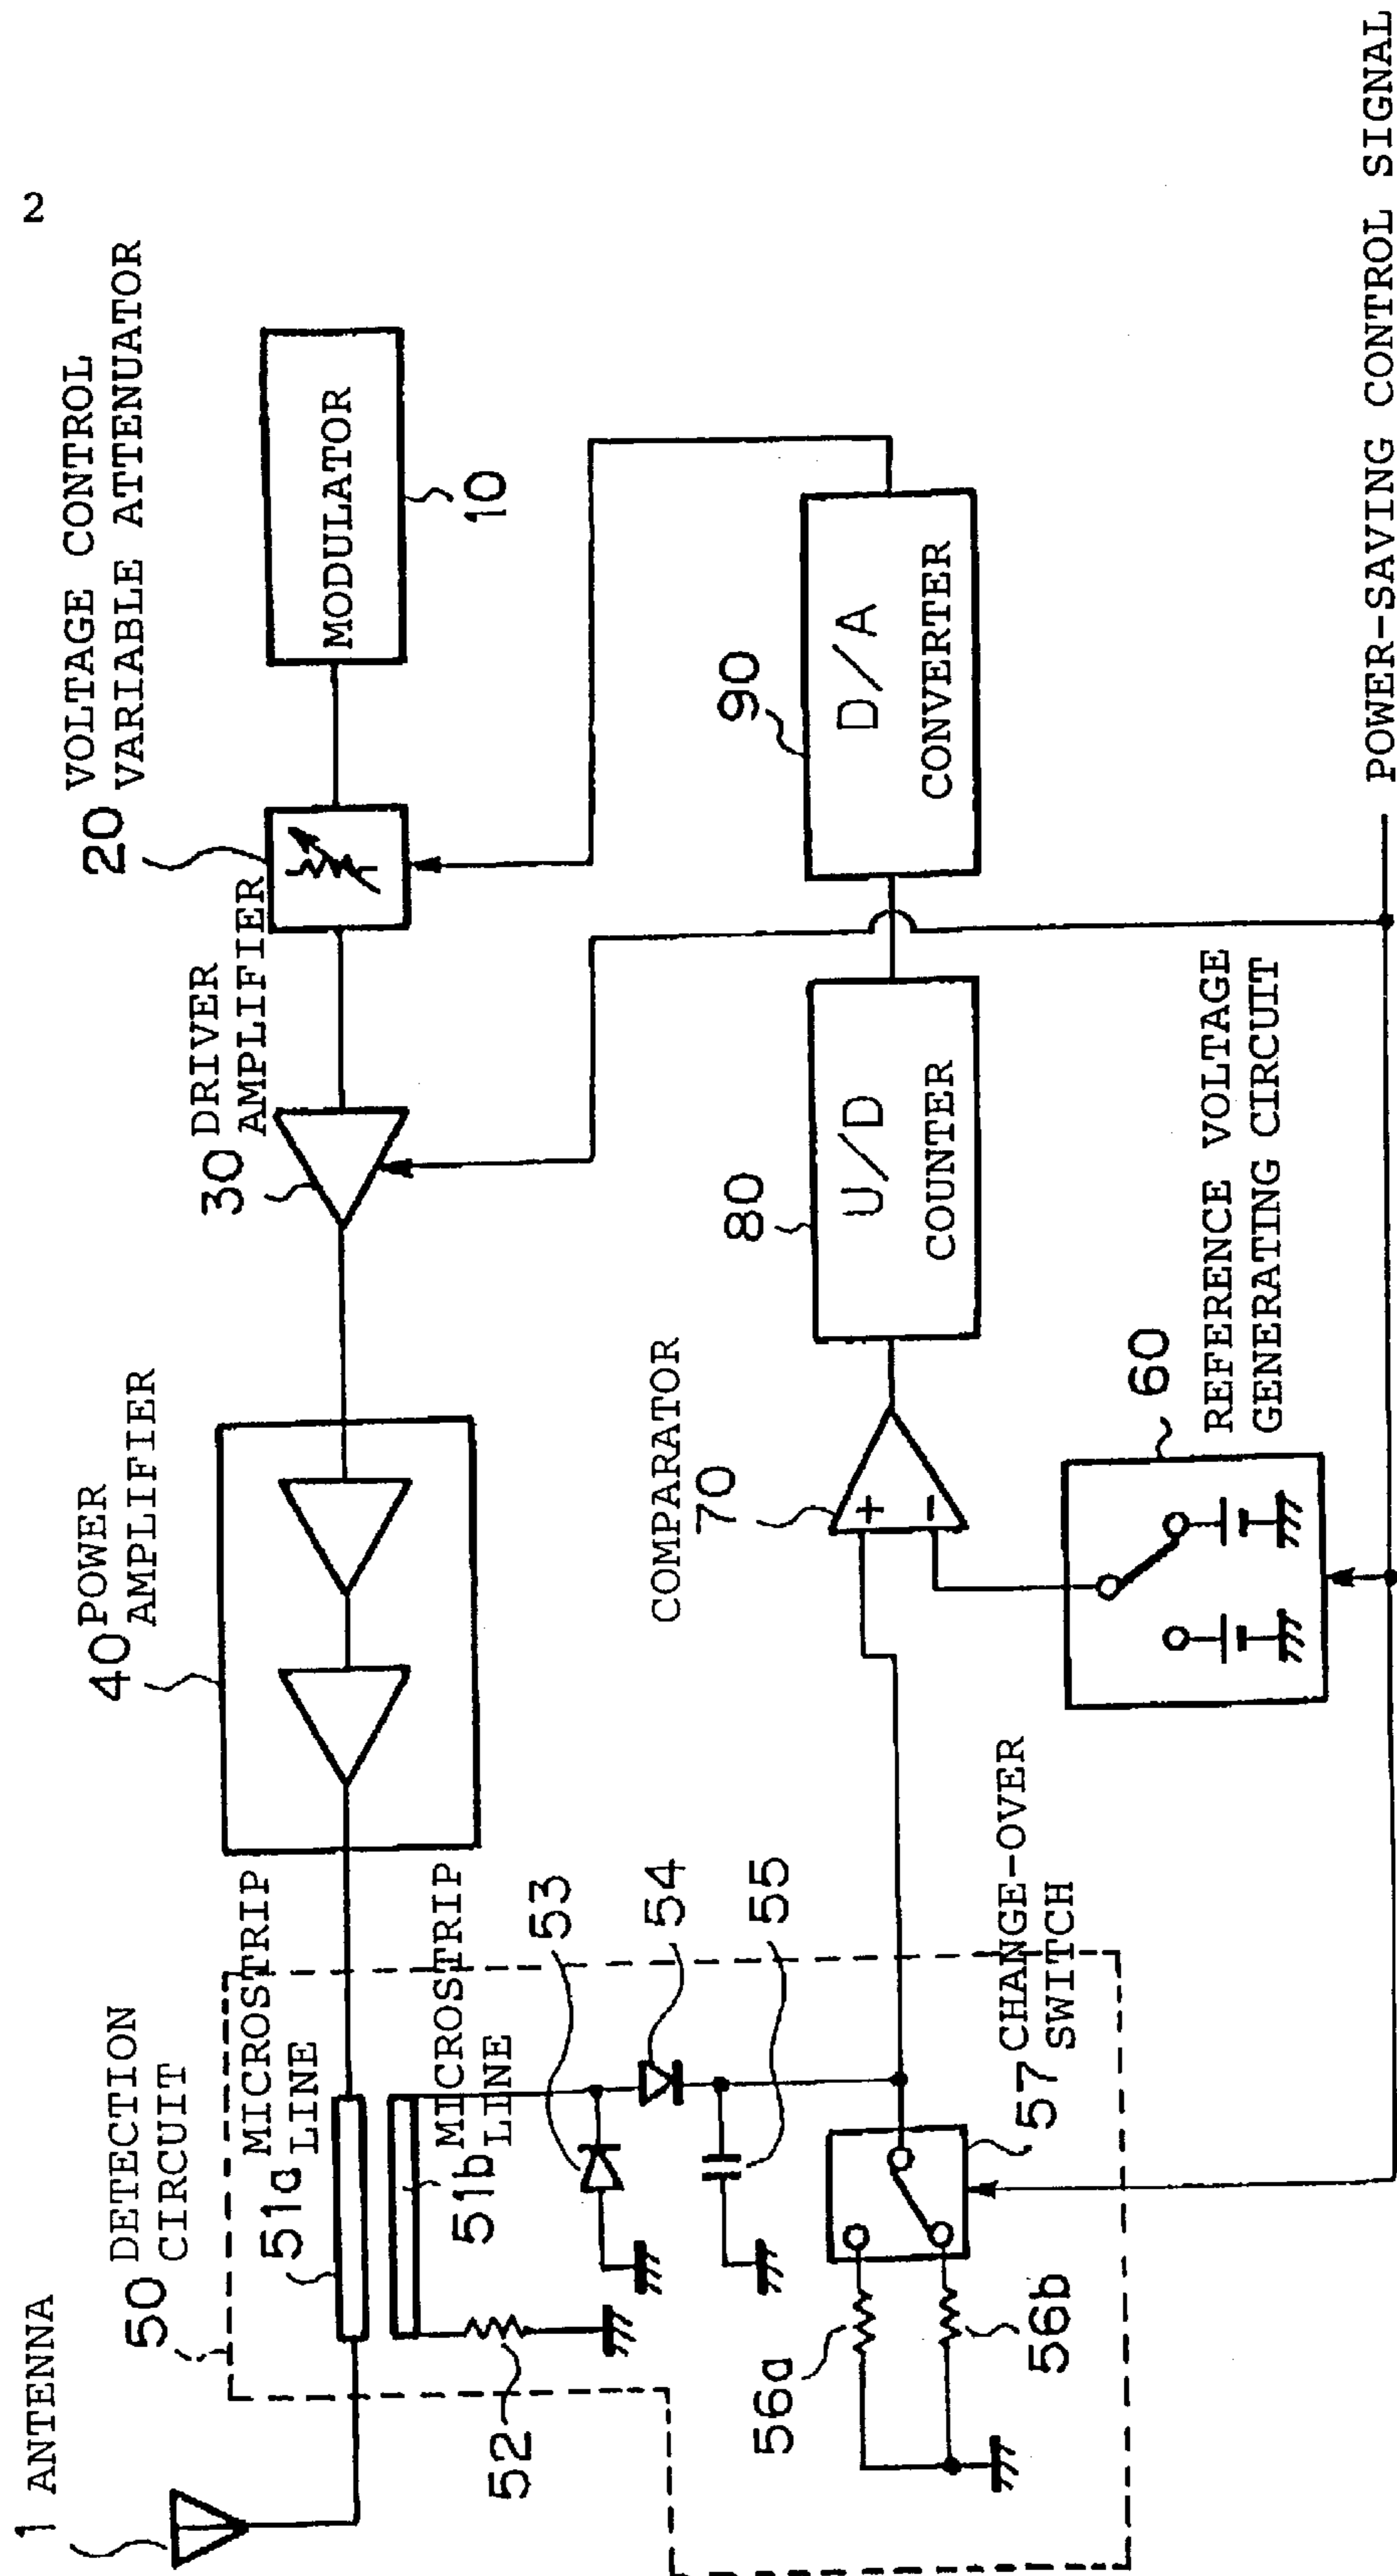 2
1 ANTENNA
50 DETECTION
CIRCUIT
MICROSTRIP
51a LINE
MICROSTRIP
51b LINE
52
53
54
55
56a
56b
57 CHANGE-OVER
SWITCH
40 POWER
AMPLIFIER
30 DRIVER
AMPLIFIER
20 VOLTAGE CONTROL
VARIABLE ATTENUATOR
MODULATOR
10
COMPARATOR
70
+
−
60
REFERENCE VOLTAGE
GENERATING CIRCUIT
80
U/D
COUNTER
90
D/A
CONVERTER
POWER-SAVING CONTROL SIGNAL